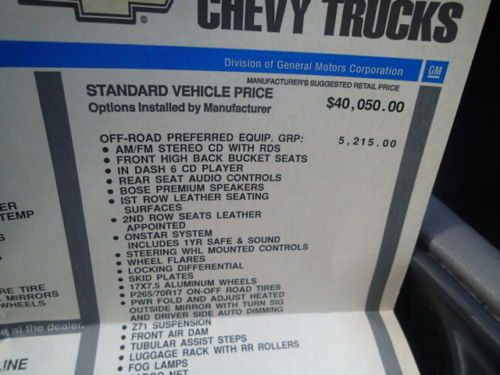 ®
CHEVY TRUCKS
Division of General Motors Corporation GM
MANUFACTURER'S SUGGESTED RETAIL PRICE
STANDARD VEHICLE PRICE $40,050.00
Options Installed by Manufacturer
OFF-ROAD PREFERRED EQUIP. GRP: 5,215.00
• AM/FM STEREO CD WITH RDS
• FRONT HIGH BACK BUCKET SEATS
• IN DASH 6 CD PLAYER
• REAR SEAT AUDIO CONTROLS
• BOSE PREMIUM SPEAKERS
• 1ST ROW LEATHER SEATING
SURFACES
• 2ND ROW SEATS LEATHER
APPOINTED
• ONSTAR SYSTEM
INCLUDES 1YR SAFE & SOUND
• STEERING WHL MOUNTED CONTROLS
• WHEEL FLARES
• LOCKING DIFFERENTIAL
• SKID PLATES
• 17X7.5 ALUMINUM WHEELS
• P265/70R17 ON-OFF ROAD TIRES
• PWR FOLD AND ADJUST HEATED
OUTSIDE MIRROR WITH TURN SIG
AND DRIVER SIDE AUTO DIMMING
• Z71 SUSPENSION
• FRONT AIR DAM
• TUBULAR ASSIST STEPS
• LUGGAGE RACK WITH RR ROLLERS
• FOG LAMPS
NET
TEMP
TIRE
MIRRORS
WHEELS
at the dealer.
LINE